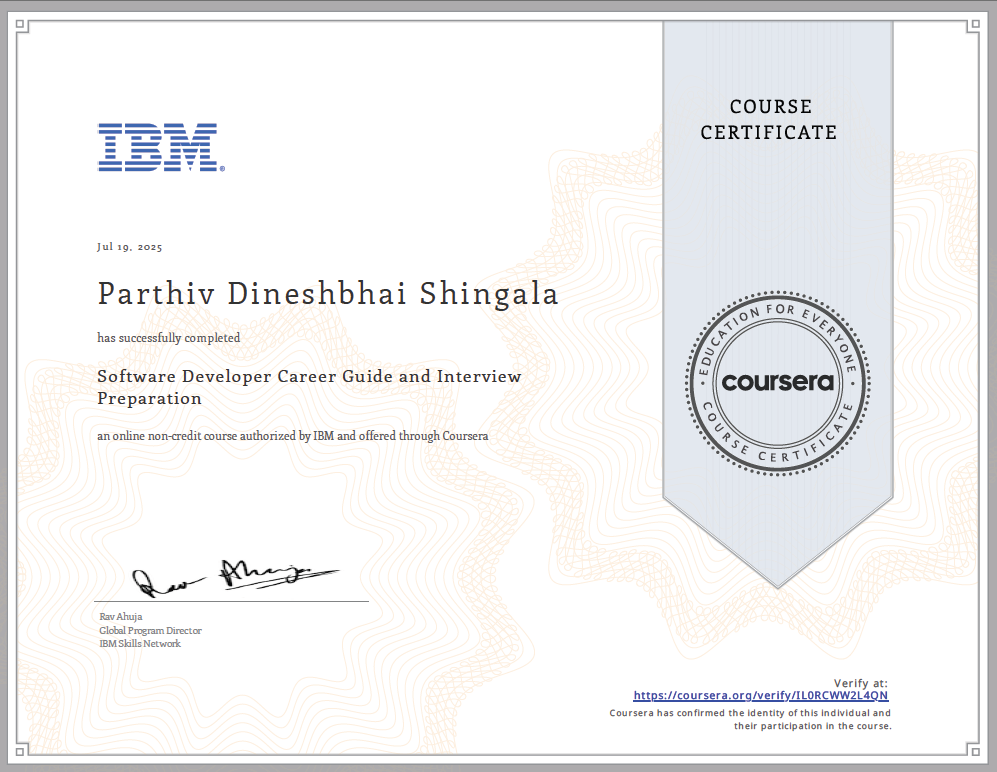 COURSE
CERTIFICATE
IBM®
Jul 19, 2025
Parthiv Dineshbhai Shingala
has successfully completed
Software Developer Career Guide and Interview
Preparation
an online non-credit course authorized by IBM and offered through Coursera
EDUCATION FOR EVERYONE
coursera
COURSE CERTIFICATE
Rav Ahuja
Rav Ahuja
Global Program Director
IBM Skills Network
Verify at:
https://coursera.org/verify/IL0RCWW2L4QN
Coursera has confirmed the identity of this individual and
their participation in the course.